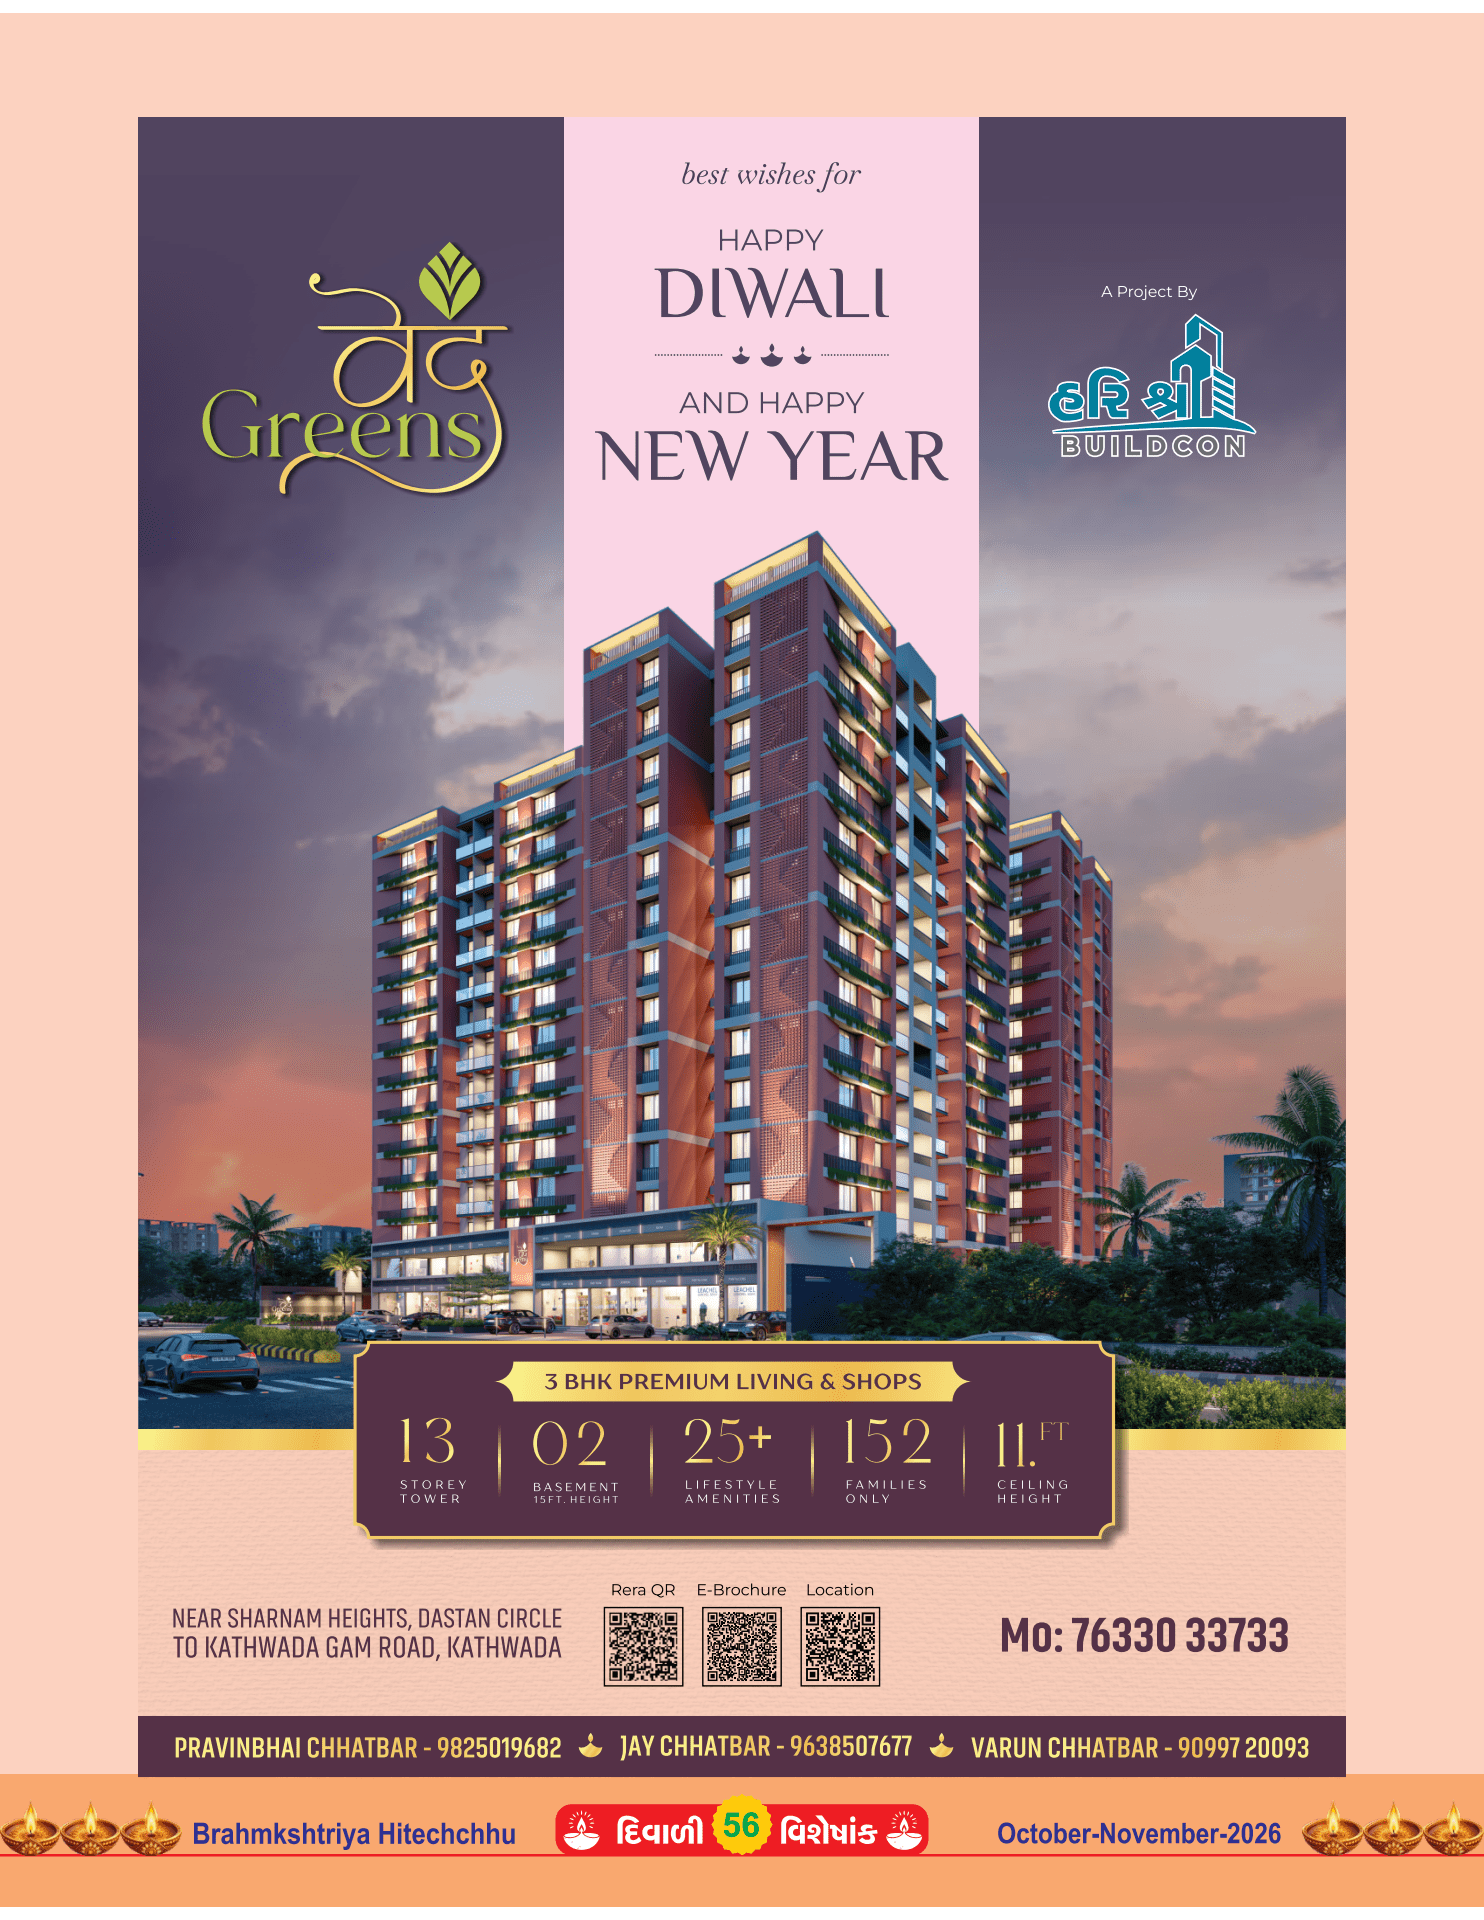 best wishes for
HAPPY
DIWALI
AND HAPPY
NEW YEAR
वेद
Greens
A Project By
હરિ શ્રી
BUILDCON
LEACHEL
LEACHEL
Greens
3 BHK PREMIUM LIVING & SHOPS
13
STOREY
TOWER
02
BASEMENT
15FT. HEIGHT
25+
LIFESTYLE
AMENITIES
152
FAMILIES
ONLY
11.FT
CEILING
HEIGHT
NEAR SHARNAM HEIGHTS, DASTAN CIRCLE
TO KATHWADA GAM ROAD, KATHWADA
Rera QR E-Brochure Location
Mo: 76330 33733
PRAVINBHAI CHHATBAR - 9825019682 JAY CHHATBAR - 9638507677 VARUN CHHATBAR - 90997 20093
Brahmkshtriya Hitechchhu દિવાળી 56 વિશેષાંક October-November-2026